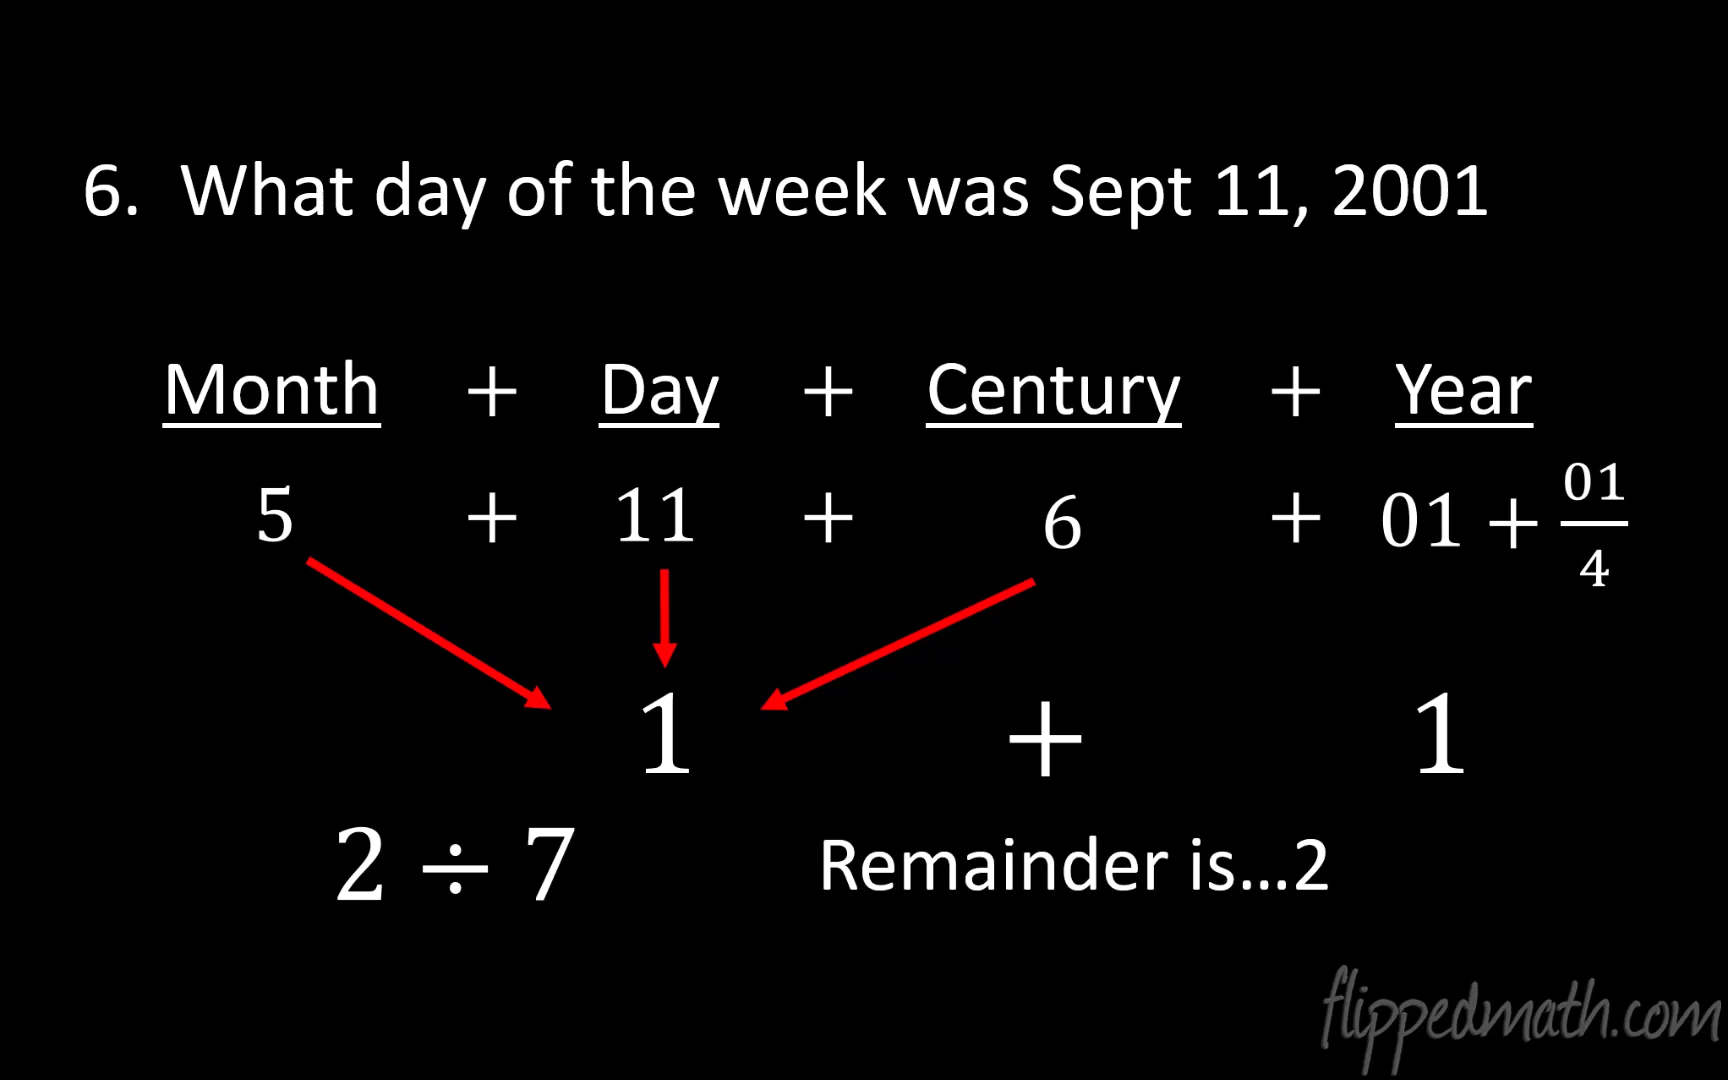 6. What day of the week was Sept 11, 2001
Month + Day + Century + Year
5 + 11 + 6 + 01 + 01/4
1 + 1
2 ÷ 7 Remainder is...2
flippedmath.com